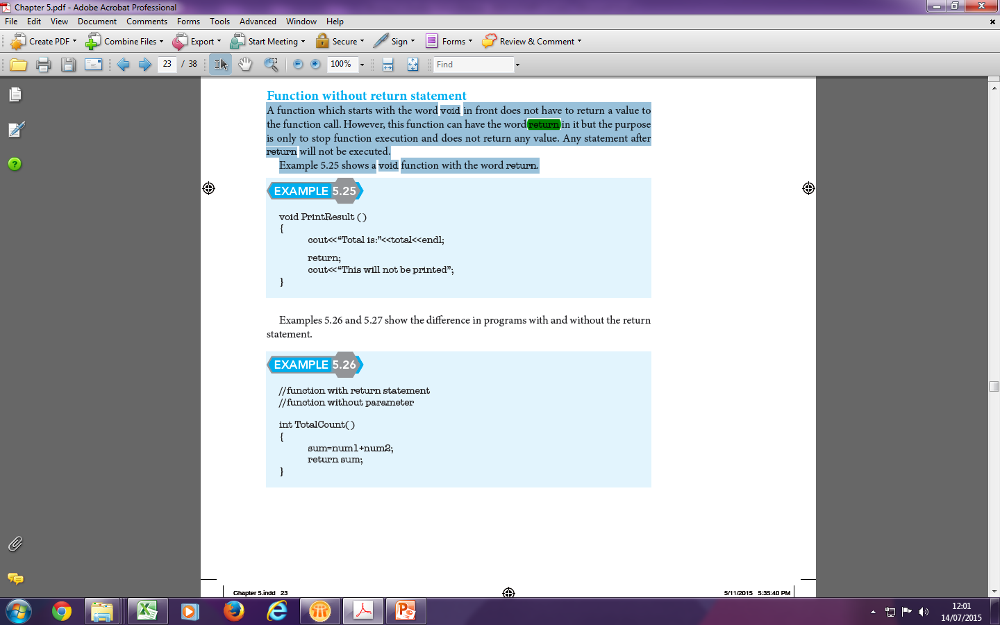 Chapter 5.pdf - Adobe Acrobat Professional
File Edit View Document Comments Forms Tools Advanced Window Help
Create PDF Combine Files Export Start Meeting Secure Sign Forms Review & Comment
23 / 38 100% Find
Function without return statement
A function which starts with the word void in front does not have to return a value to
the function call. However, this function can have the word return in it but the purpose
is only to stop function execution and does not return any value. Any statement after
return will not be executed.
Example 5.25 shows a void function with the word return.
EXAMPLE 5.25
void PrintResult ( )
{
cout<<“Total is:”<<total<<endl;
return;
cout<<“This will not be printed”;
}
Examples 5.26 and 5.27 show the difference in programs with and without the return
statement.
EXAMPLE 5.26
//function with return statement
//function without parameter
int TotalCount( )
{
sum=num1+num2;
return sum;
}
Chapter 5.indd 23 5/11/2015 5:35:40 PM
12:01
14/07/2015